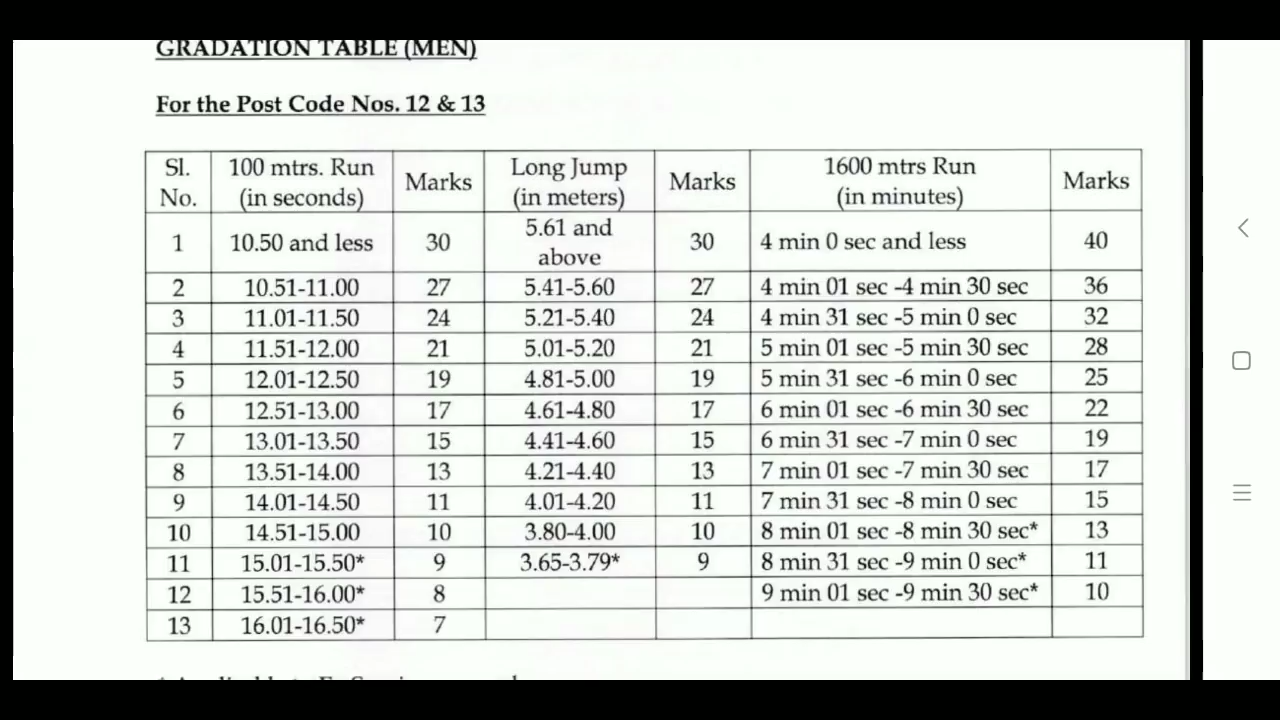 GRADATION TABLE (MEN)
For the Post Code Nos. 12 & 13
Sl. No. 100 mtrs. Run (in seconds) Marks Long Jump (in meters) Marks 1600 mtrs Run (in minutes) Marks
1 10.50 and less 30 5.61 and above 30 4 min 0 sec and less 40
2 10.51-11.00 27 5.41-5.60 27 4 min 01 sec -4 min 30 sec 36
3 11.01-11.50 24 5.21-5.40 24 4 min 31 sec -5 min 0 sec 32
4 11.51-12.00 21 5.01-5.20 21 5 min 01 sec -5 min 30 sec 28
5 12.01-12.50 19 4.81-5.00 19 5 min 31 sec -6 min 0 sec 25
6 12.51-13.00 17 4.61-4.80 17 6 min 01 sec -6 min 30 sec 22
7 13.01-13.50 15 4.41-4.60 15 6 min 31 sec -7 min 0 sec 19
8 13.51-14.00 13 4.21-4.40 13 7 min 01 sec -7 min 30 sec 17
9 14.01-14.50 11 4.01-4.20 11 7 min 31 sec -8 min 0 sec 15
10 14.51-15.00 10 3.80-4.00 10 8 min 01 sec -8 min 30 sec* 13
11 15.01-15.50* 9 3.65-3.79* 9 8 min 31 sec -9 min 0 sec* 11
12 15.51-16.00* 8 9 min 01 sec -9 min 30 sec* 10
13 16.01-16.50* 7